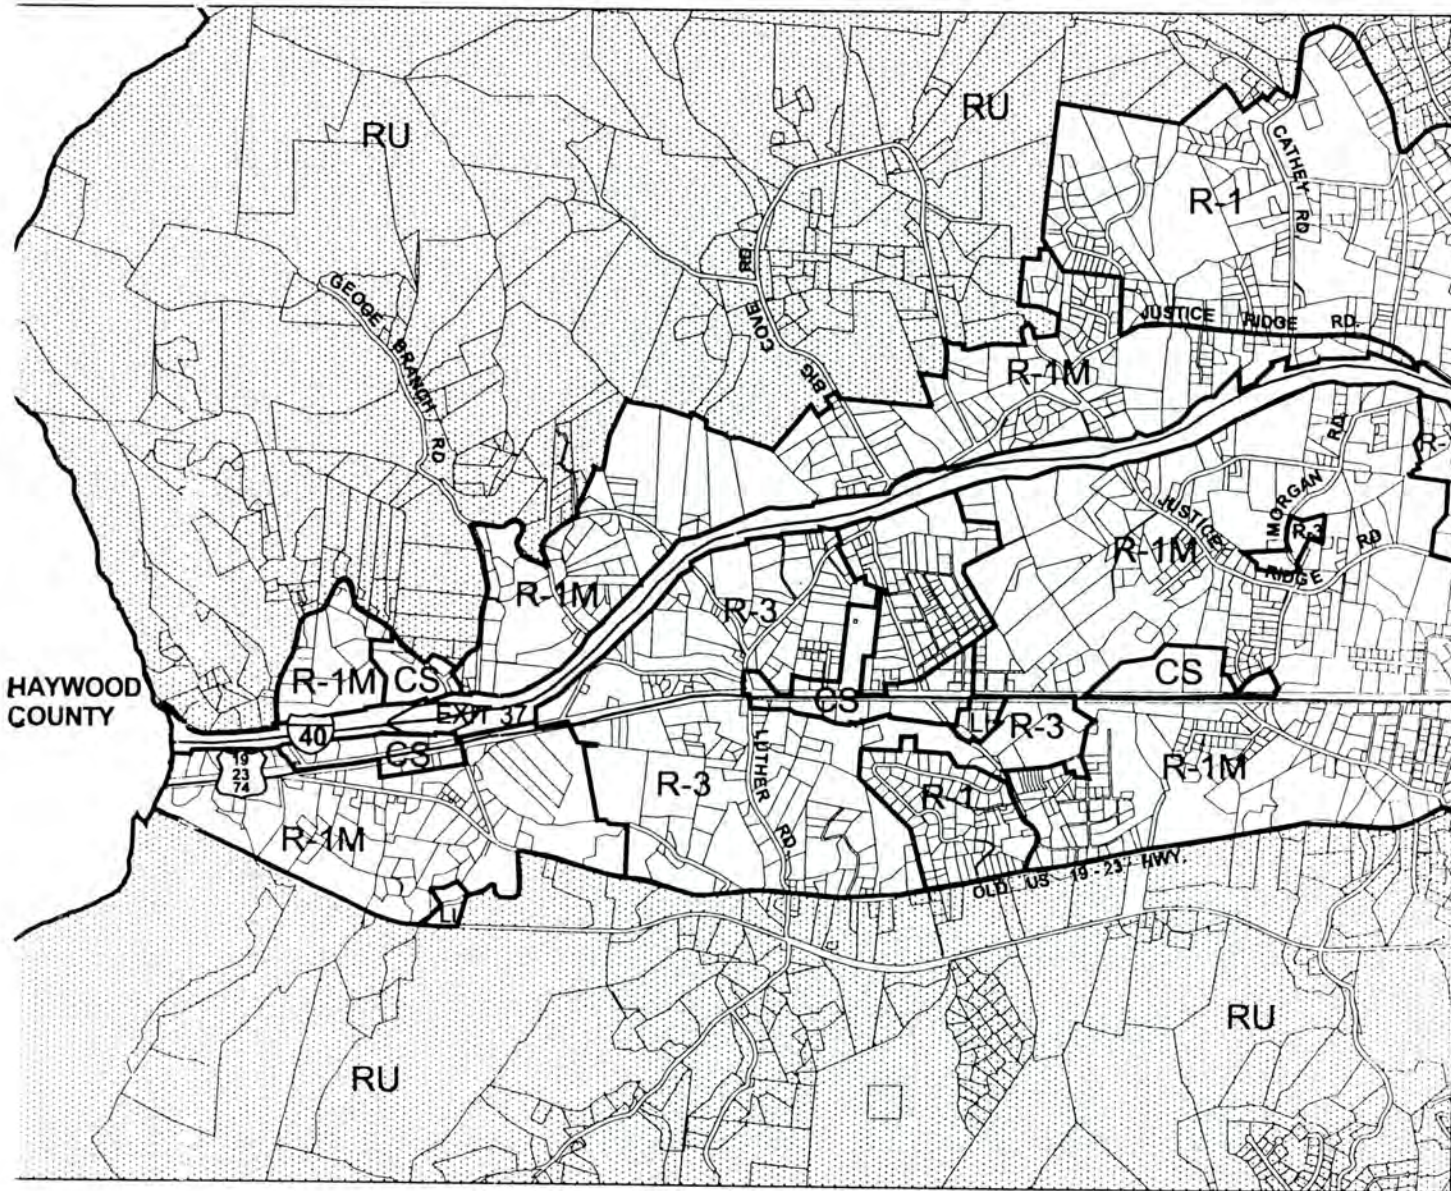 RU
RU
CATHEY RD.
R-1
GEOGE BRANCH RD
BIG COVE RD.
JUSTICE RIDGE RD.
R-1M
MORGAN RD.
R-
JUSTICE RIDGE RD
R-3
R-1M
R-1M
R-3
HAYWOOD
COUNTY
R-1M
CS
CS
EXIT 37
CS
40
LI
R-3
CS
19
23
74
R-3
LUTHER RD.
R-1
R-1M
R-1M
OLD US 19-23 HWY.
LI
RU
RU